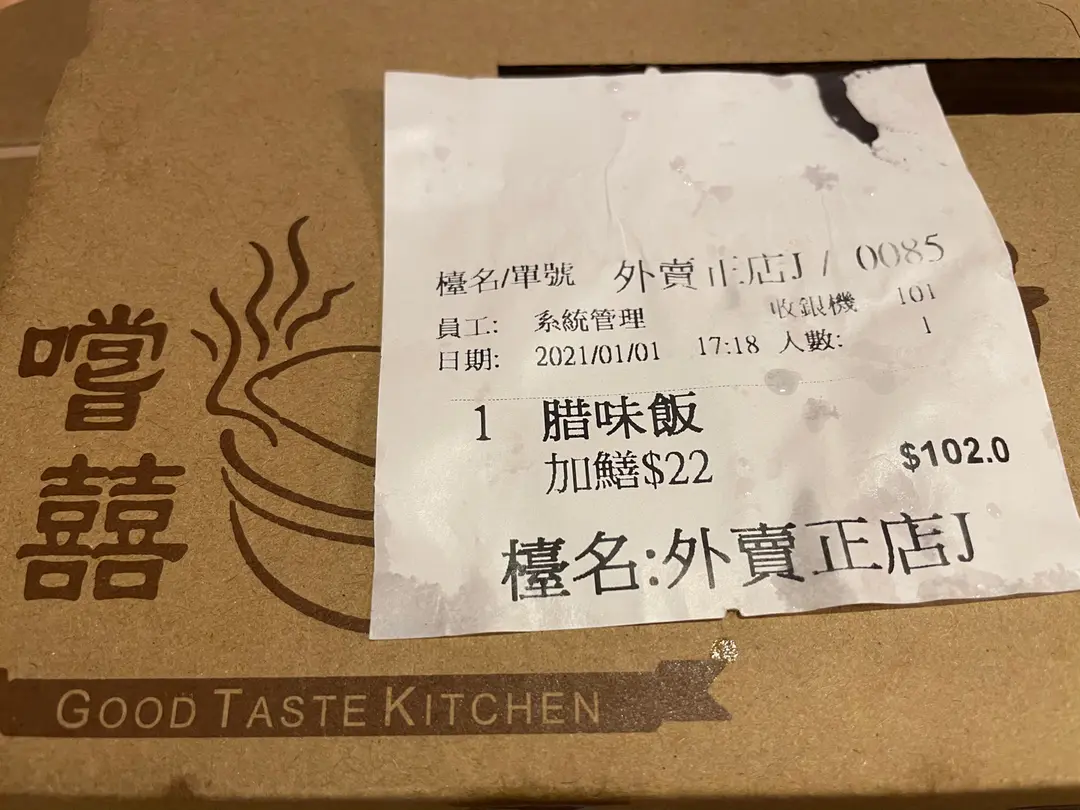 檯名/單號 外賣正店J / 0085
員工: 系統管理 收銀機 101
日期: 2021/01/01 17:18 人數: 1
1 腊味飯
加鱔$22 $102.0
檯名:外賣正店J
嚐
囍
GOOD TASTE KITCHEN